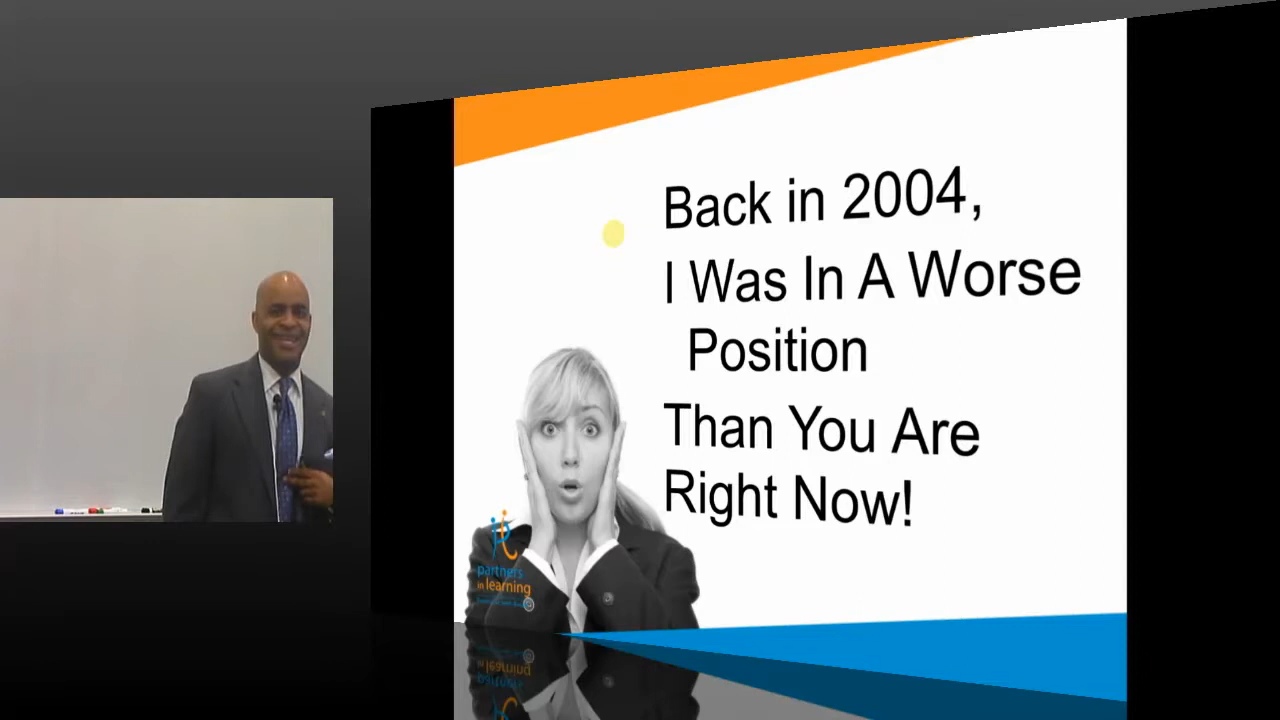 Back in 2004,
I Was In A Worse
Position
Than You Are
Right Now!
partners
in learning